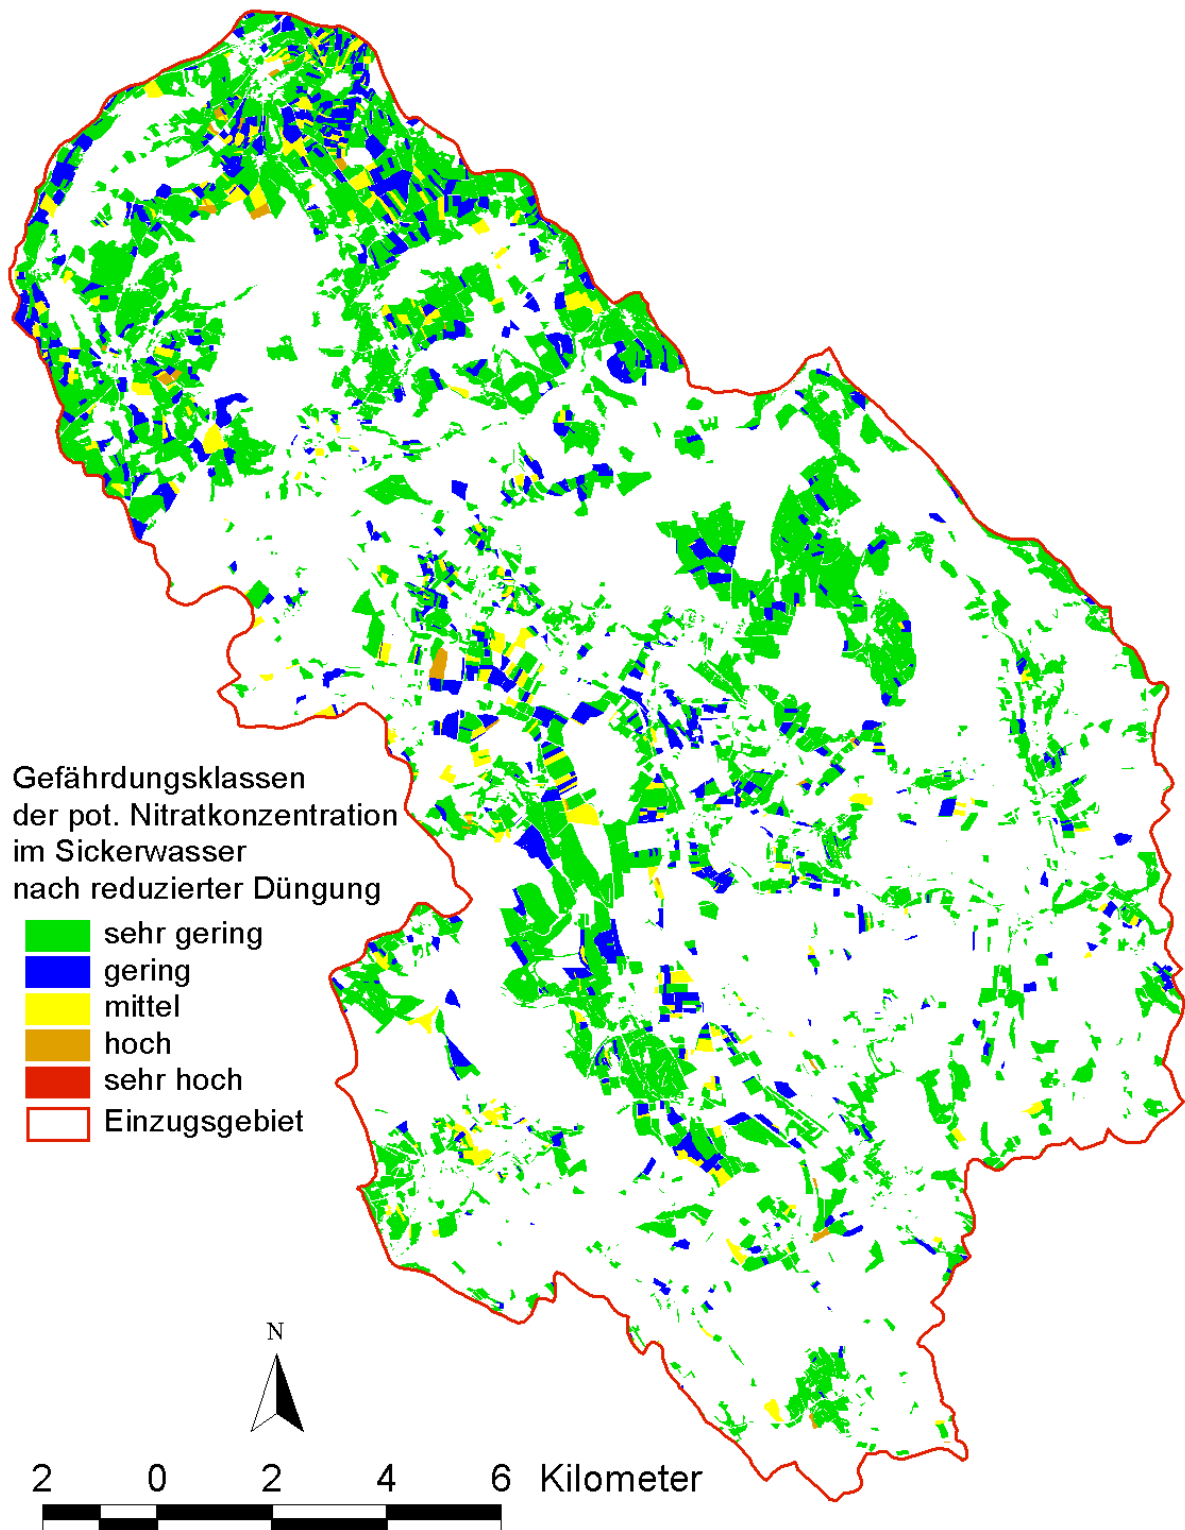 Gefährdungsklassen
der pot. Nitratkonzentration
im Sickerwasser
nach reduzierter Düngung
sehr gering
gering
mittel
hoch
sehr hoch
Einzugsgebiet
N
2 0 2 4 6 Kilometer